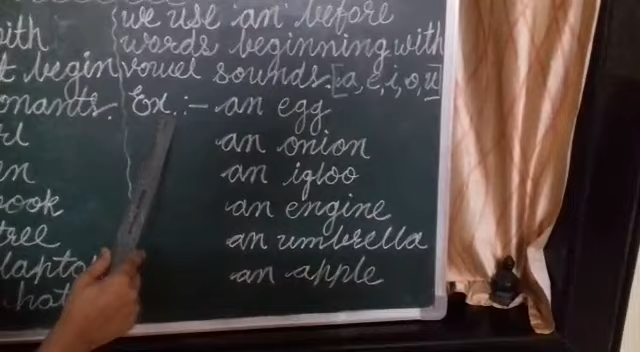 we use 'an' before
words beginning with
vowel sounds.[a,e,i,o,u]
begin
Ex.:- an egg
an onion
an igloo
an engine
an umbrella
an apple